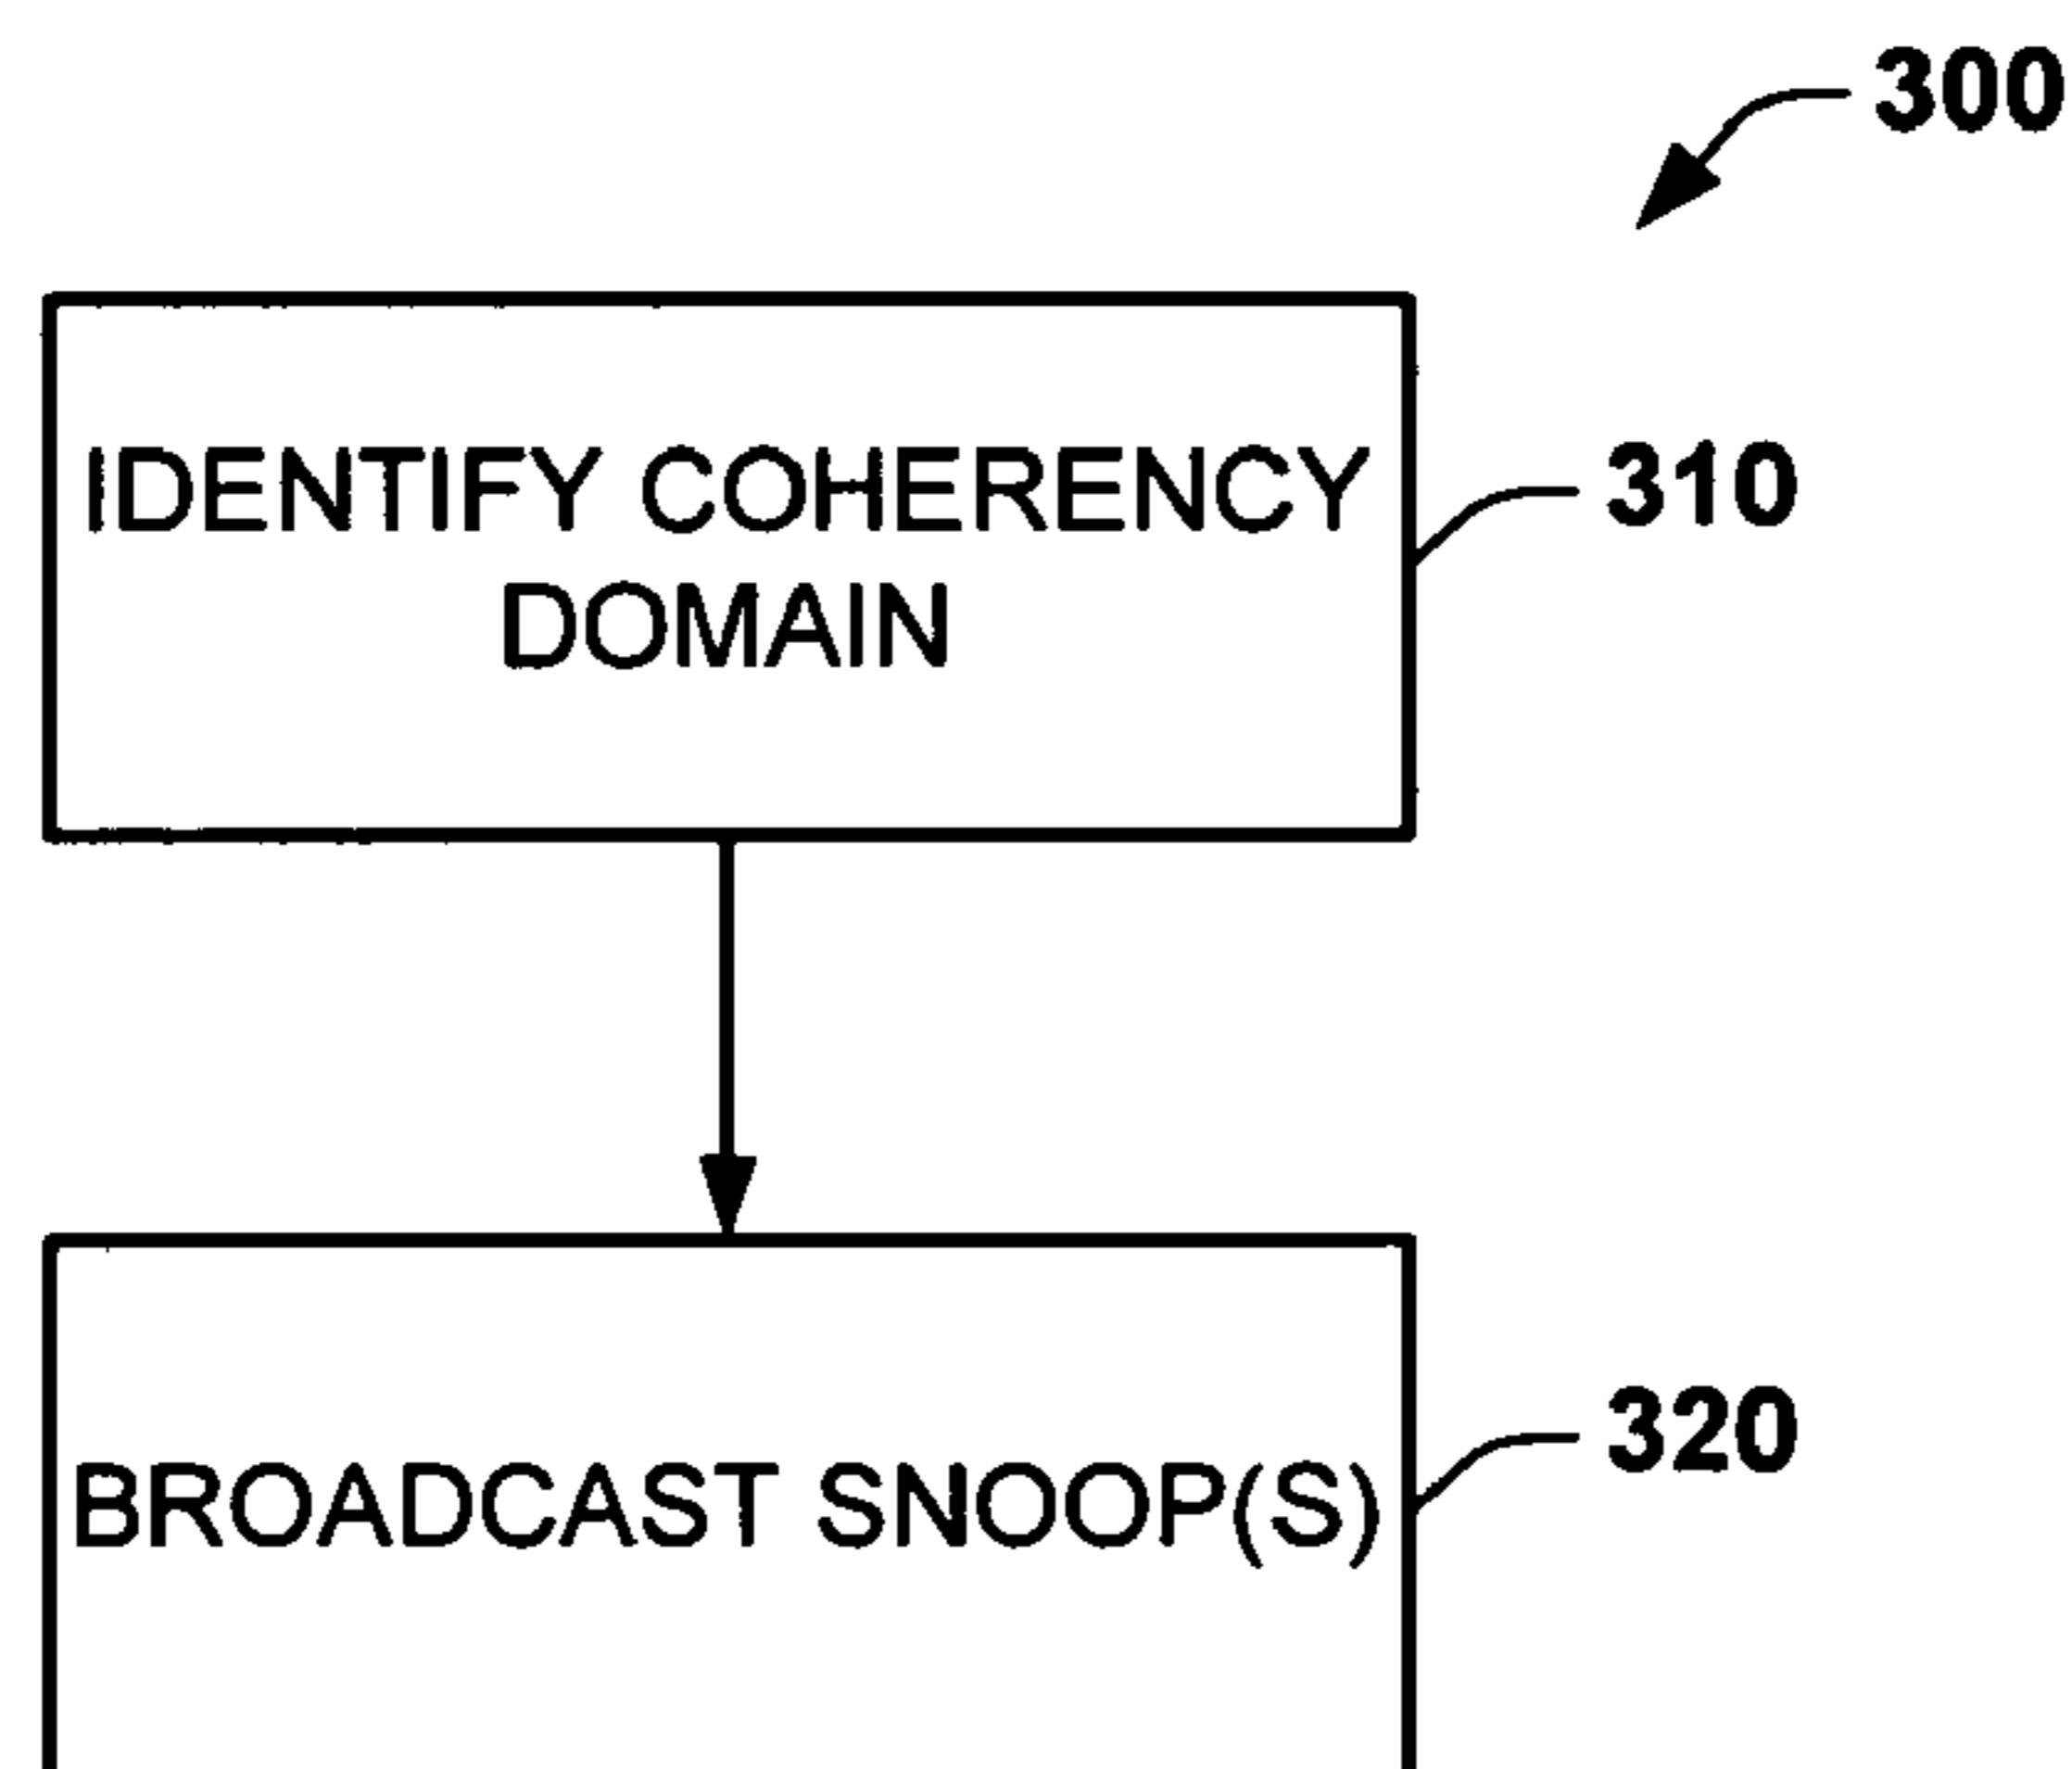 300
IDENTIFY COHERENCY
DOMAIN
310
BROADCAST SNOOP(S)
320